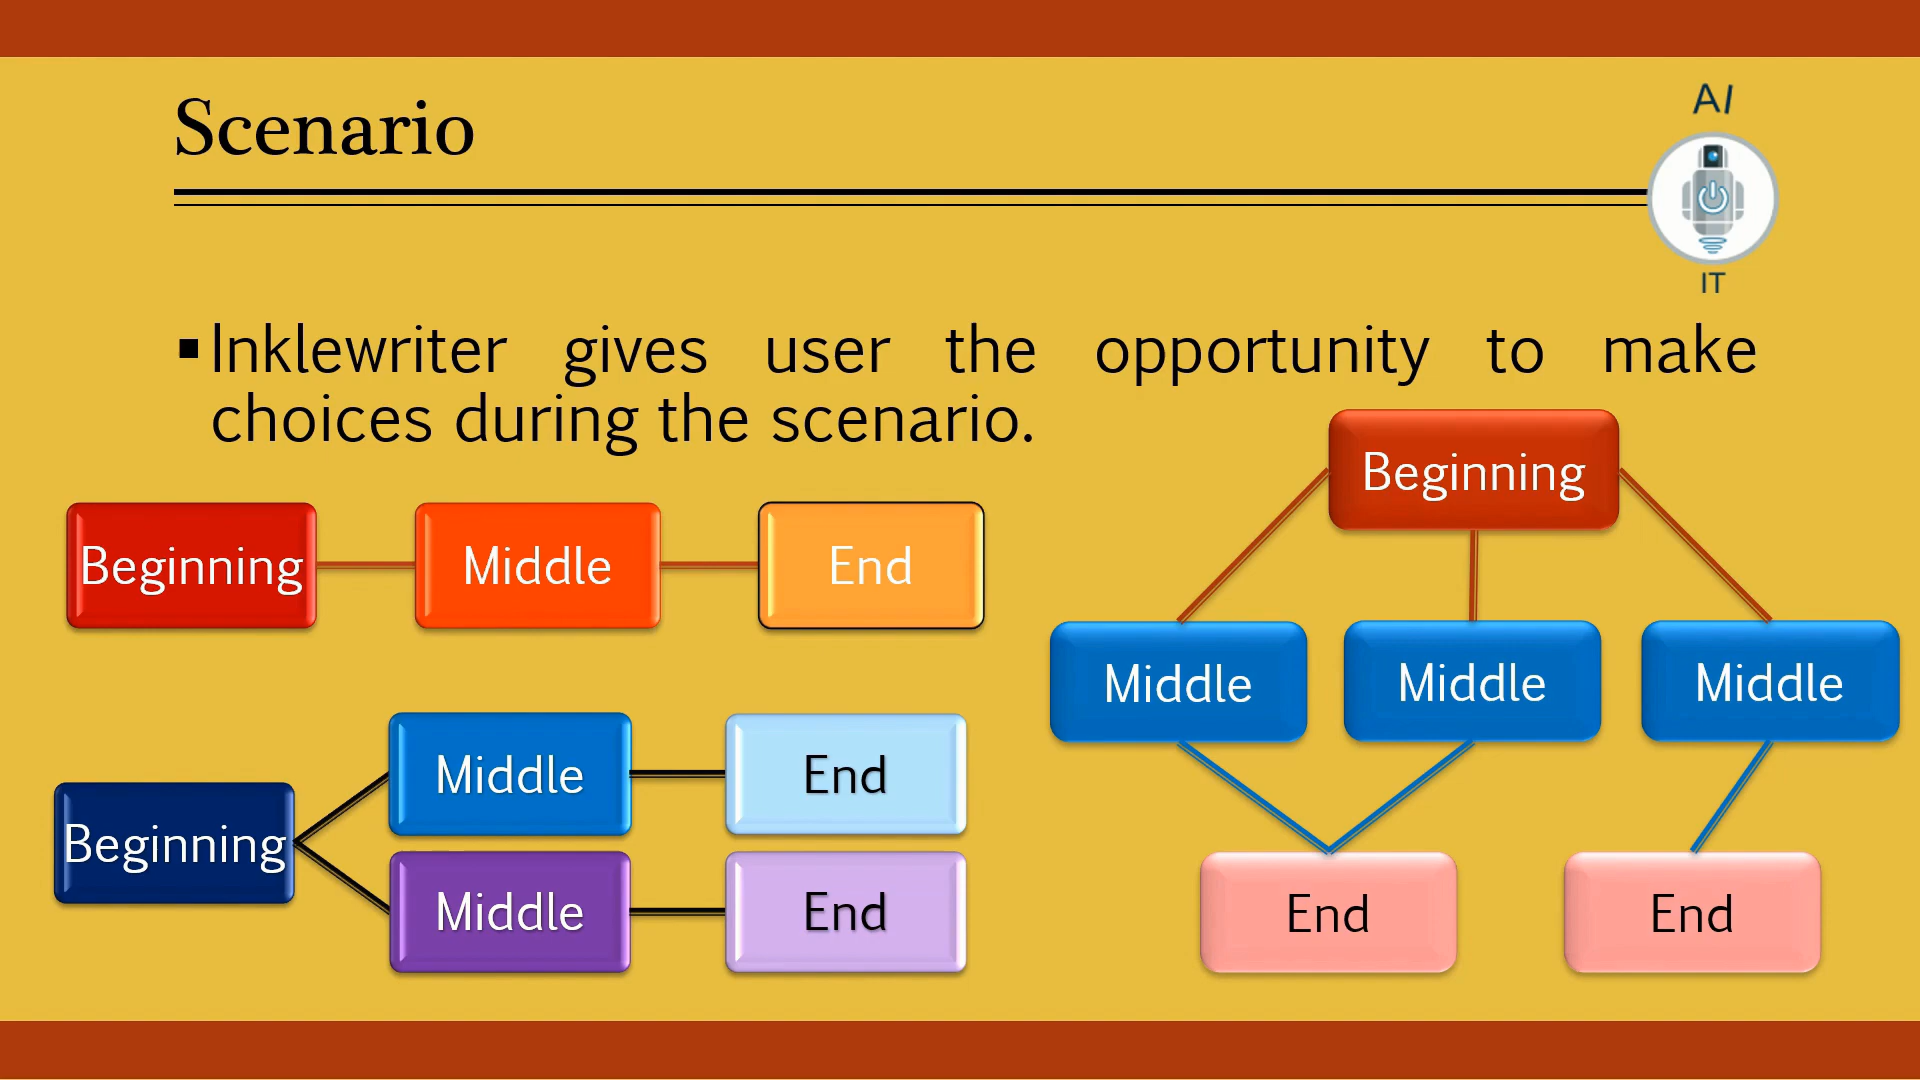 Scenario
AI
IT
▪Inklewriter gives user the opportunity to make
choices during the scenario.
Beginning Middle End
Beginning
Middle End
Middle End
Beginning
Middle Middle Middle
End End